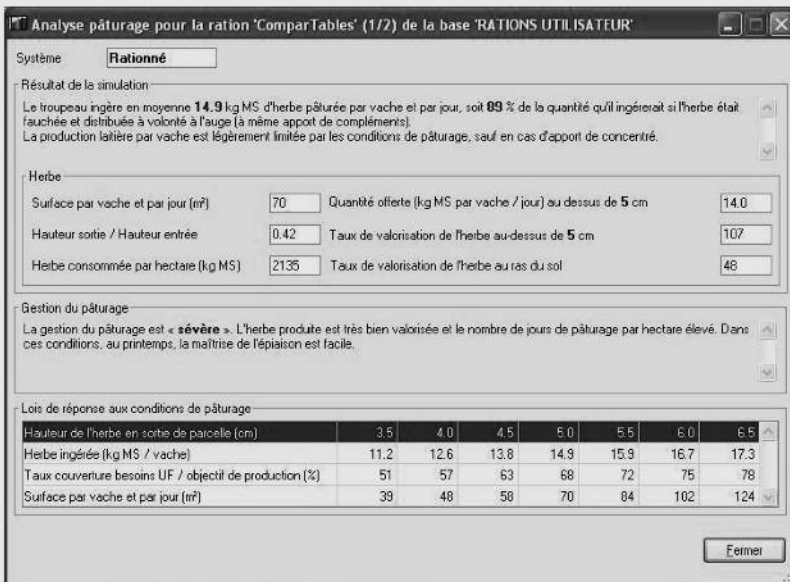 Analyse pâturage pour la ration 'ComparTables' (1/2) de la base 'RATIONS UTILISATEUR'
Système Rationné
Résultat de la simulation
Le troupeau ingère en moyenne 14.9 kg MS d'herbe pâturée par vache et par jour, soit 89 % de la quantité qu'il ingérerait si l'herbe était
fauchée et distribuée à volonté à l'auge (à même apport de compléments).
La production laitière par vache est légèrement limitée par les conditions de pâturage, sauf en cas d'apport de concentré.
Herbe
Surface par vache et par jour (m²) 70 Quantité offerte (kg MS par vache / jour) au dessus de 5 cm 14.0
Hauteur sortie / Hauteur entrée 0.42 Taux de valorisation de l'herbe au-dessus de 5 cm 107
Herbe consommée par hectare (kg MS) 2135 Taux de valorisation de l'herbe au ras du sol 48
Gestion du pâturage
La gestion du pâturage est « sévère ». L'herbe produite est très bien valorisée et le nombre de jours de pâturage par hectare élevé. Dans
ces conditions, au printemps, la maîtrise de l'épiaison est facile.
Lois de réponse aux conditions de pâturage
Hauteur de l'herbe en sortie de parcelle (cm) 3.5 4.0 4.5 5.0 5.5 6.0 6.5
Herbe ingérée (kg MS / vache) 11.2 12.6 13.8 14.9 15.9 16.7 17.3
Taux couverture besoins UF / objectif de production (%) 51 57 63 68 72 75 78
Surface par vache et par jour (m²) 39 48 58 70 84 102 124
Fermer